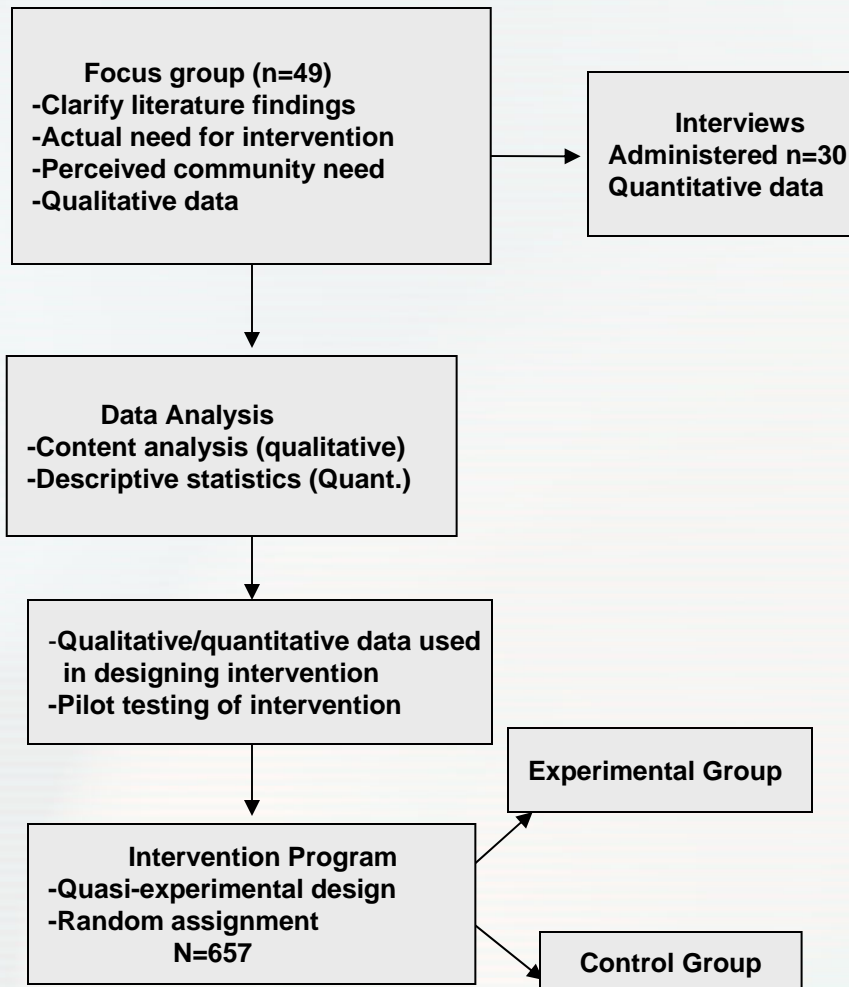 Focus group (n=49)
-Clarify literature findings
-Actual need for intervention
-Perceived community need
-Qualitative data
Interviews
Administered n=30
Quantitative data
Data Analysis
-Content analysis (qualitative)
-Descriptive statistics (Quant.)
-Qualitative/quantitative data used
in designing intervention
-Pilot testing of intervention
Experimental Group
Intervention Program
-Quasi-experimental design
-Random assignment
N=657
Control Group